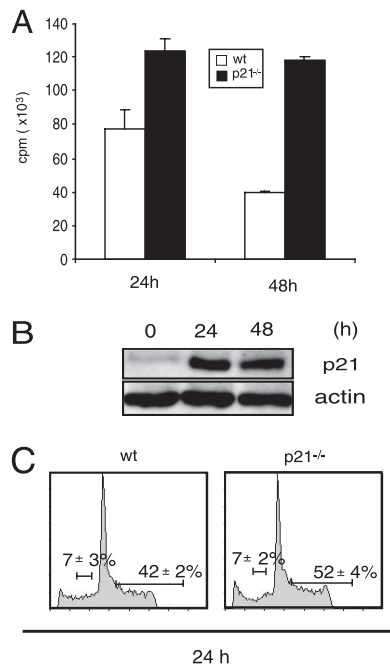 A
140
120
100
80
60
40
20
0
cpm ( x10³)
wt
p21-/-
24h
48h
B
0 24 48 (h)
p21
actin
C
wt
p21-/-
7 ± 3%
42 ± 2%
7 ± 2%
52 ± 4%
24 h